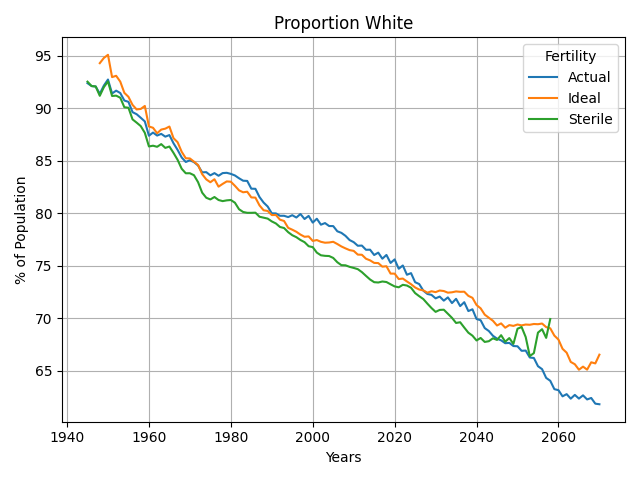 Proportion White
Fertility
Actual
Ideal
Sterile
% of Population
95
90
85
80
75
70
65
1940
1960
1980
2000
2020
2040
2060
Years